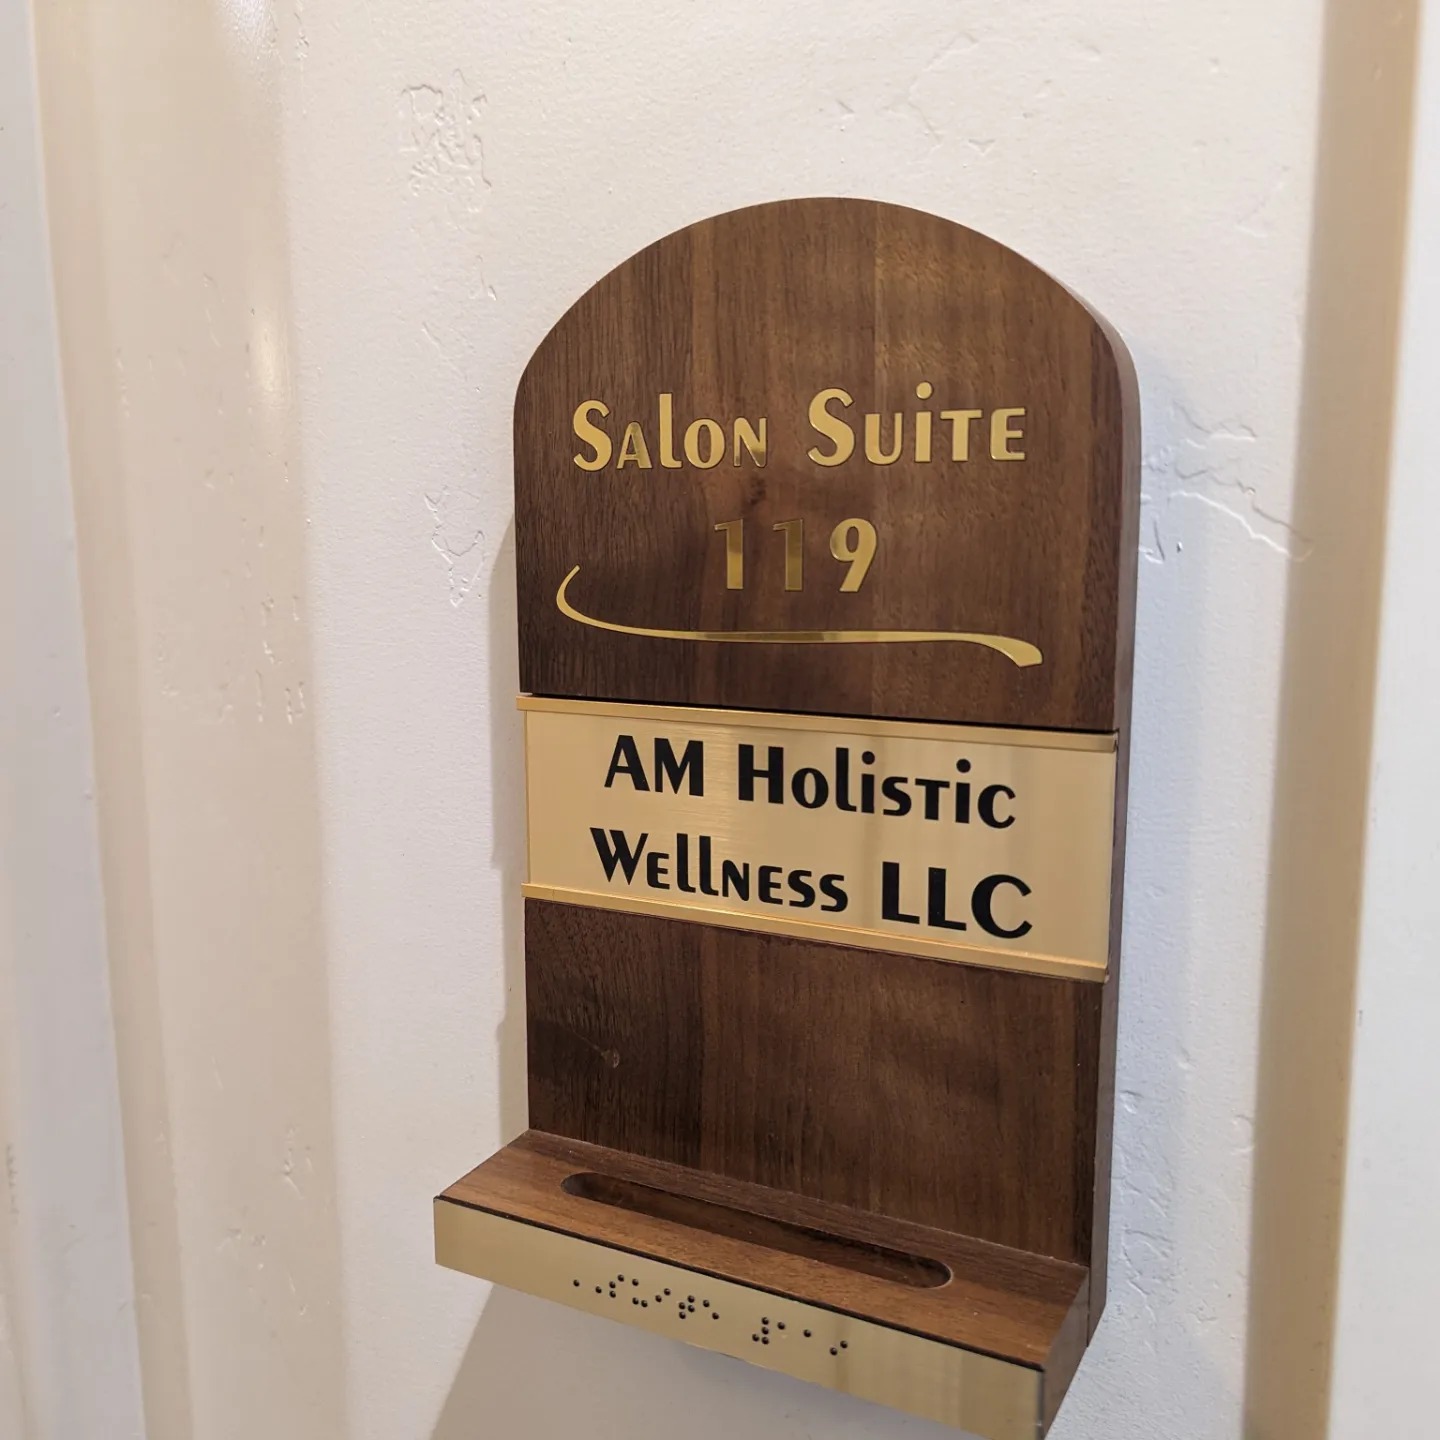 Salon Suite
119
AM Holistic
Wellness LLC